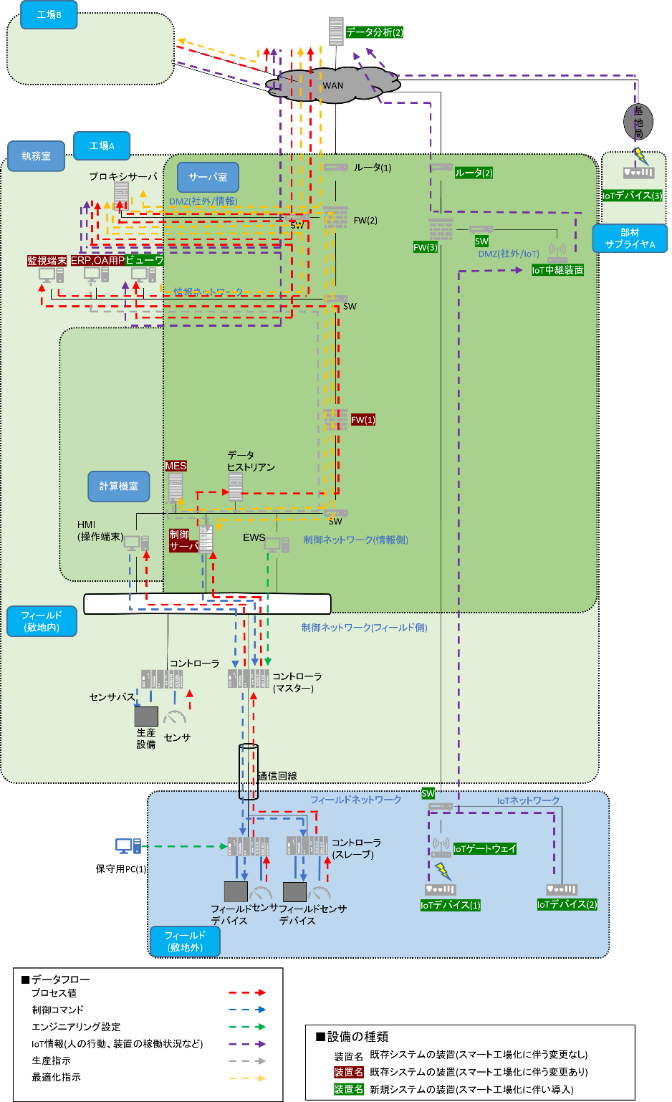 工場B
データ分析(2)
WAN
基地局
執務室
工場A
プロキシサーバ
サーバ室
ルータ(1)
ルータ(2)
IoTデバイス(3)
DMZ(社外/情報)
SW
FW(2)
FW(3)
SW
部材
サプライヤA
DMZ(社外/IoT)
IoT中継装置
監視端末
ERP,OA用P
ビューワ
情報ネットワーク
SW
FW(1)
MES
データ
ヒストリアン
計算機室
HMI
(操作端末)
制御
サーバ
EWS
SW
制御ネットワーク(情報側)
フィールド
(敷地内)
制御ネットワーク(フィールド側)
コントローラ
コントローラ
(マスター)
センサバス
生産
設備
センサ
通信回線
フィールドネットワーク
SW
IoTネットワーク
保守用PC(1)
コントローラ
(スレーブ)
IoTゲートウェイ
フィールド
デバイス
センサ
フィールド
デバイス
センサ
IoTデバイス(1)
IoTデバイス(2)
フィールド
(敷地外)
■データフロー
プロセス値
制御コマンド
エンジニアリング設定
IoT情報(人の行動、装置の稼働状況など)
生産指示
最適化指示
■設備の種類
装置名 既存システムの装置(スマート工場化に伴う変更なし)
装置名 既存システムの装置(スマート工場化に伴う変更あり)
装置名 新規システムの装置(スマート工場化に伴い導入)